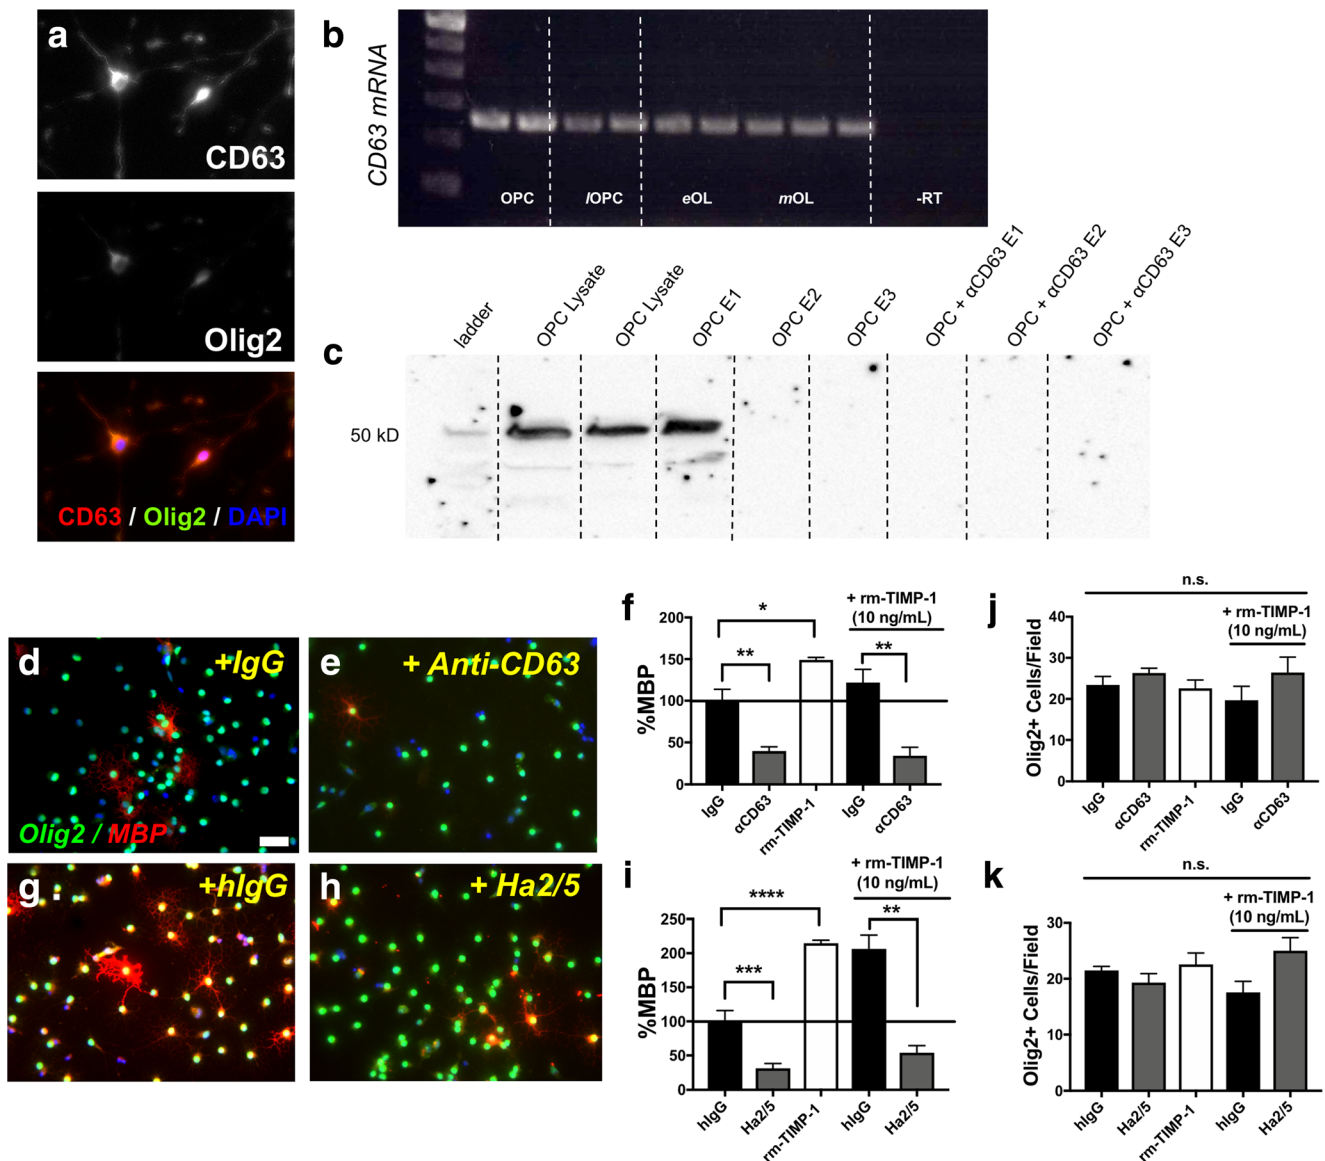 a
CD63
Olig2
CD63 / Olig2 / DAPI
b
CD63 mRNA
OPC
lOPC
eOL
mOL
-RT
c
ladder
OPC Lysate
OPC Lysate
OPC E1
OPC E2
OPC E3
OPC + αCD63 E1
OPC + αCD63 E2
OPC + αCD63 E3
50 kD
d
+IgG
Olig2 / MBP
e
+ Anti-CD63
f
+ rm-TIMP-1
(10 ng/mL)
*
**
**
%MBP
200
150
100
50
0
IgG
αCD63
rm-TIMP-1
IgG
αCD63
j
n.s.
+ rm-TIMP-1
(10 ng/mL)
Olig2+ Cells/Field
40
30
20
10
0
IgG
αCD63
rm-TIMP-1
IgG
αCD63
g
+hIgG
h
+ Ha2/5
i
+ rm-TIMP-1
(10 ng/mL)
****
***
**
%MBP
250
200
150
100
50
0
hIgG
Ha2/5
rm-TIMP-1
hIgG
Ha2/5
k
n.s.
+ rm-TIMP-1
(10 ng/mL)
Olig2+ Cells/Field
30
20
10
0
hIgG
Ha2/5
rm-TIMP-1
hIgG
Ha2/5